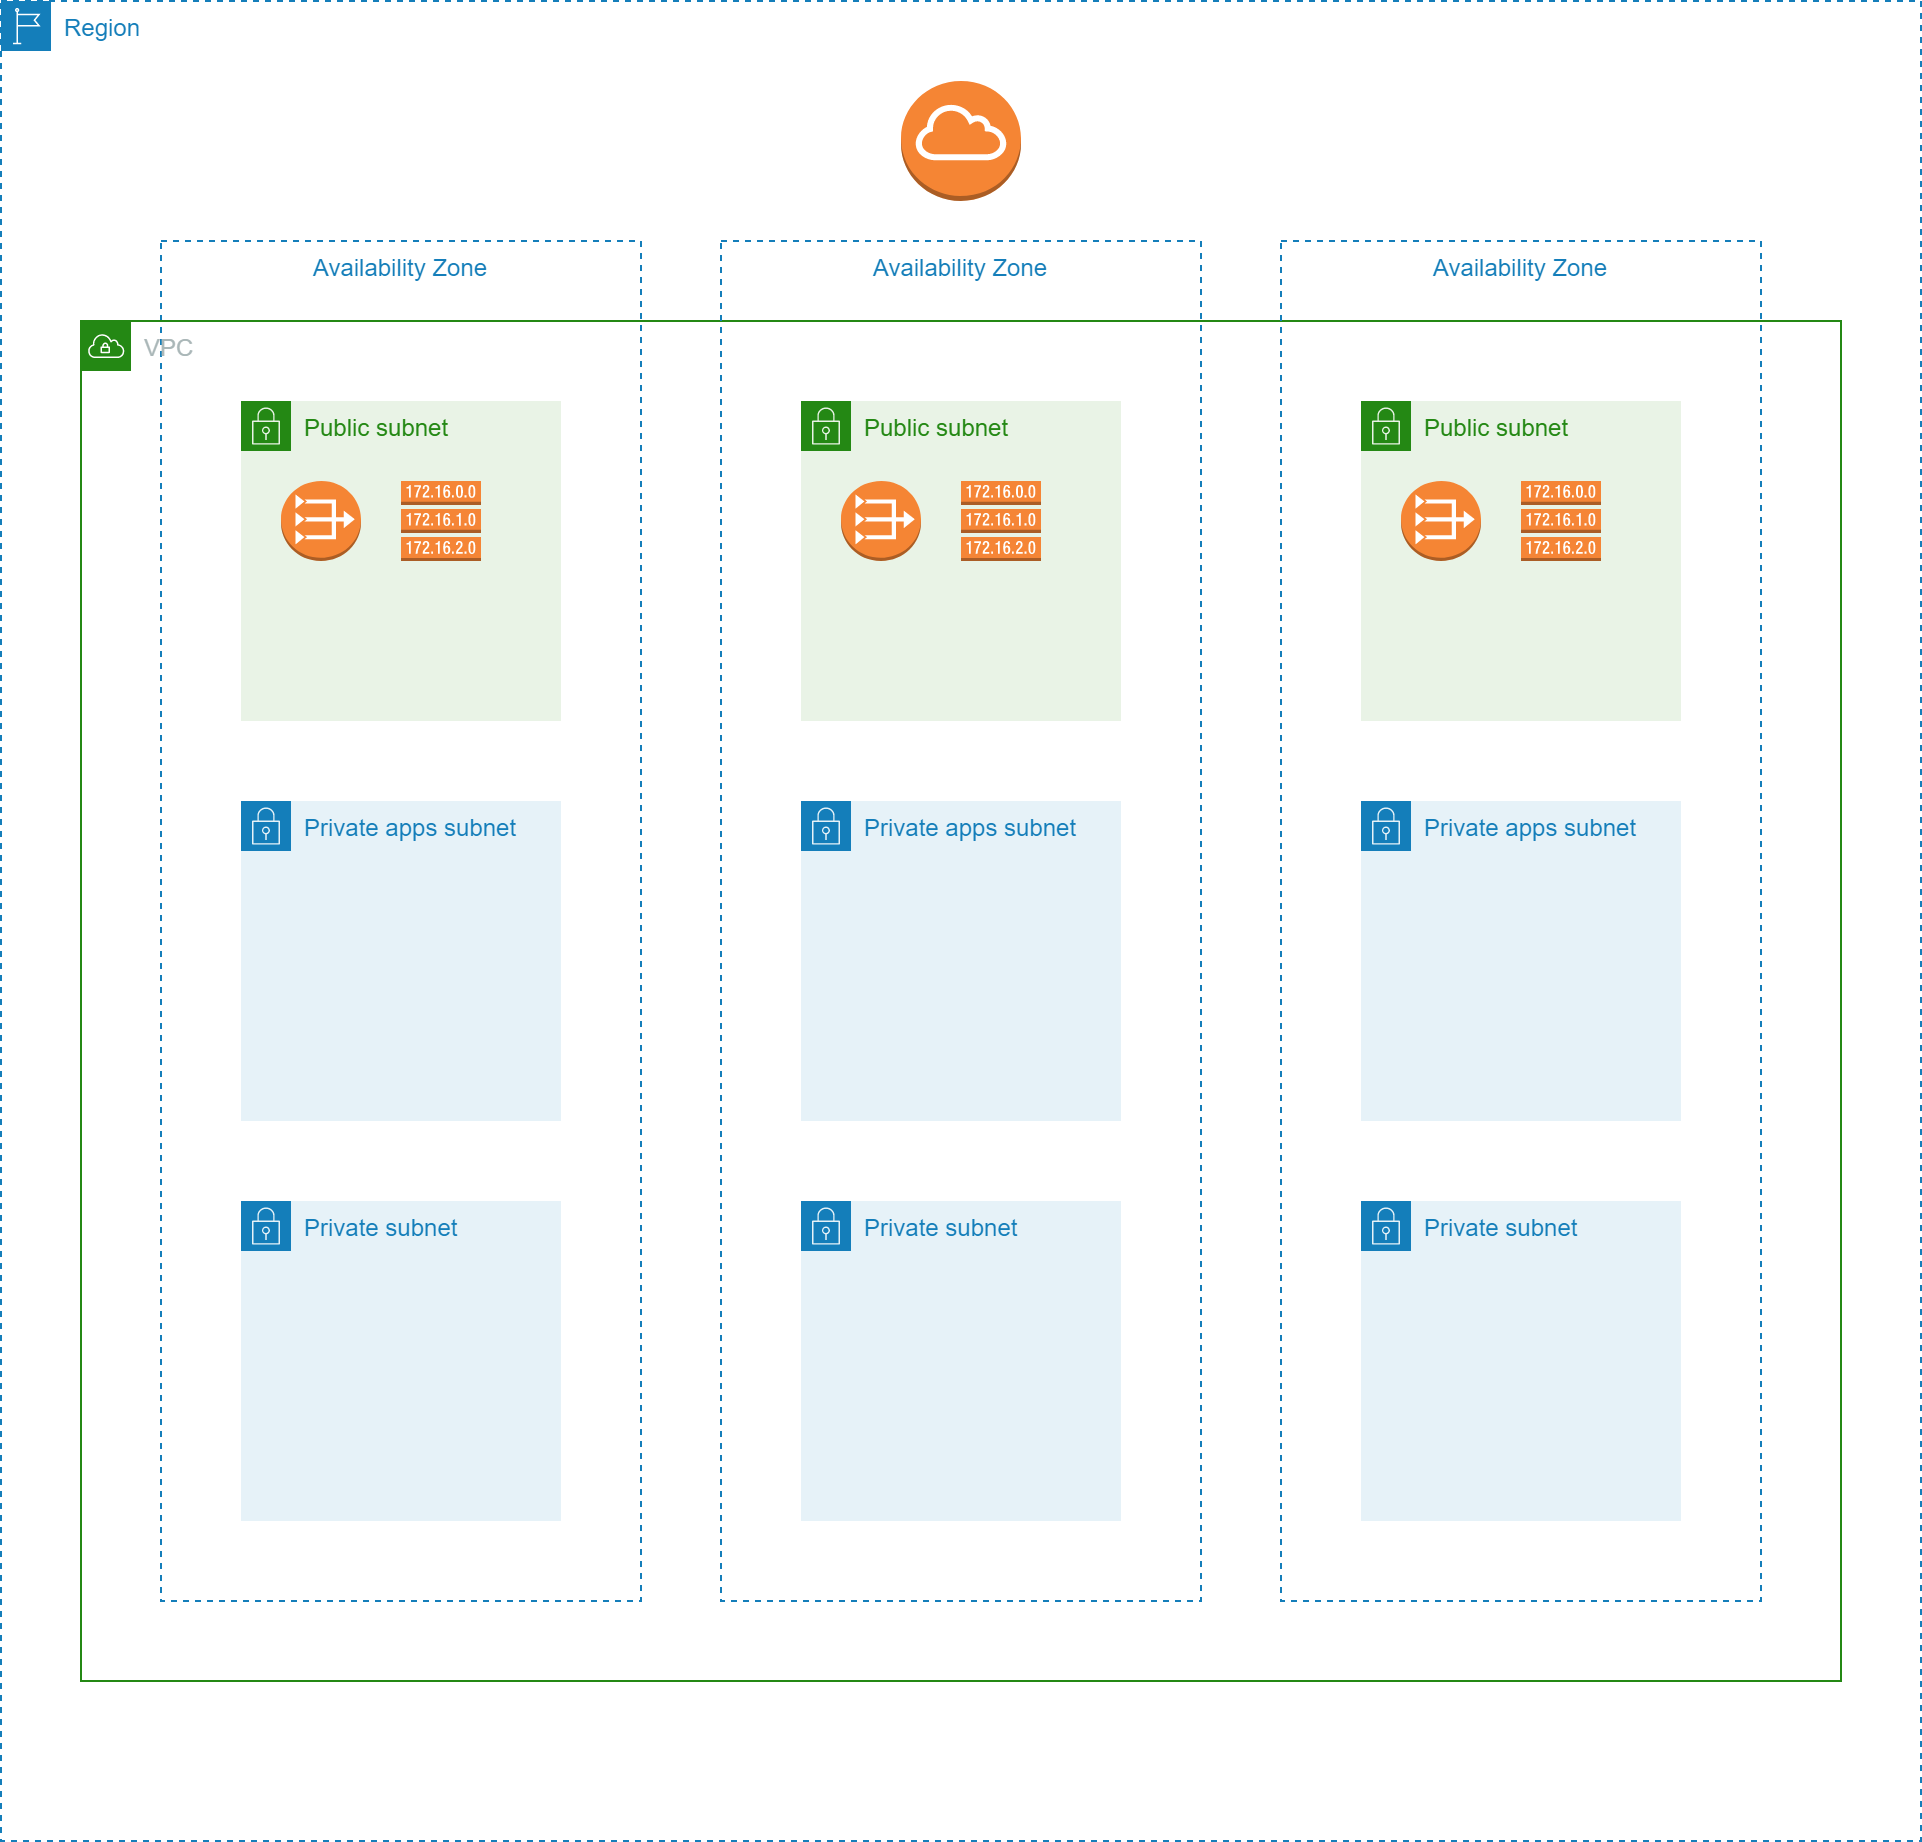 Region
Availability Zone
Availability Zone
Availability Zone
VPC
Public subnet
172.16.0.0
172.16.1.0
172.16.2.0
Public subnet
172.16.0.0
172.16.1.0
172.16.2.0
Public subnet
172.16.0.0
172.16.1.0
172.16.2.0
Private apps subnet
Private apps subnet
Private apps subnet
Private subnet
Private subnet
Private subnet